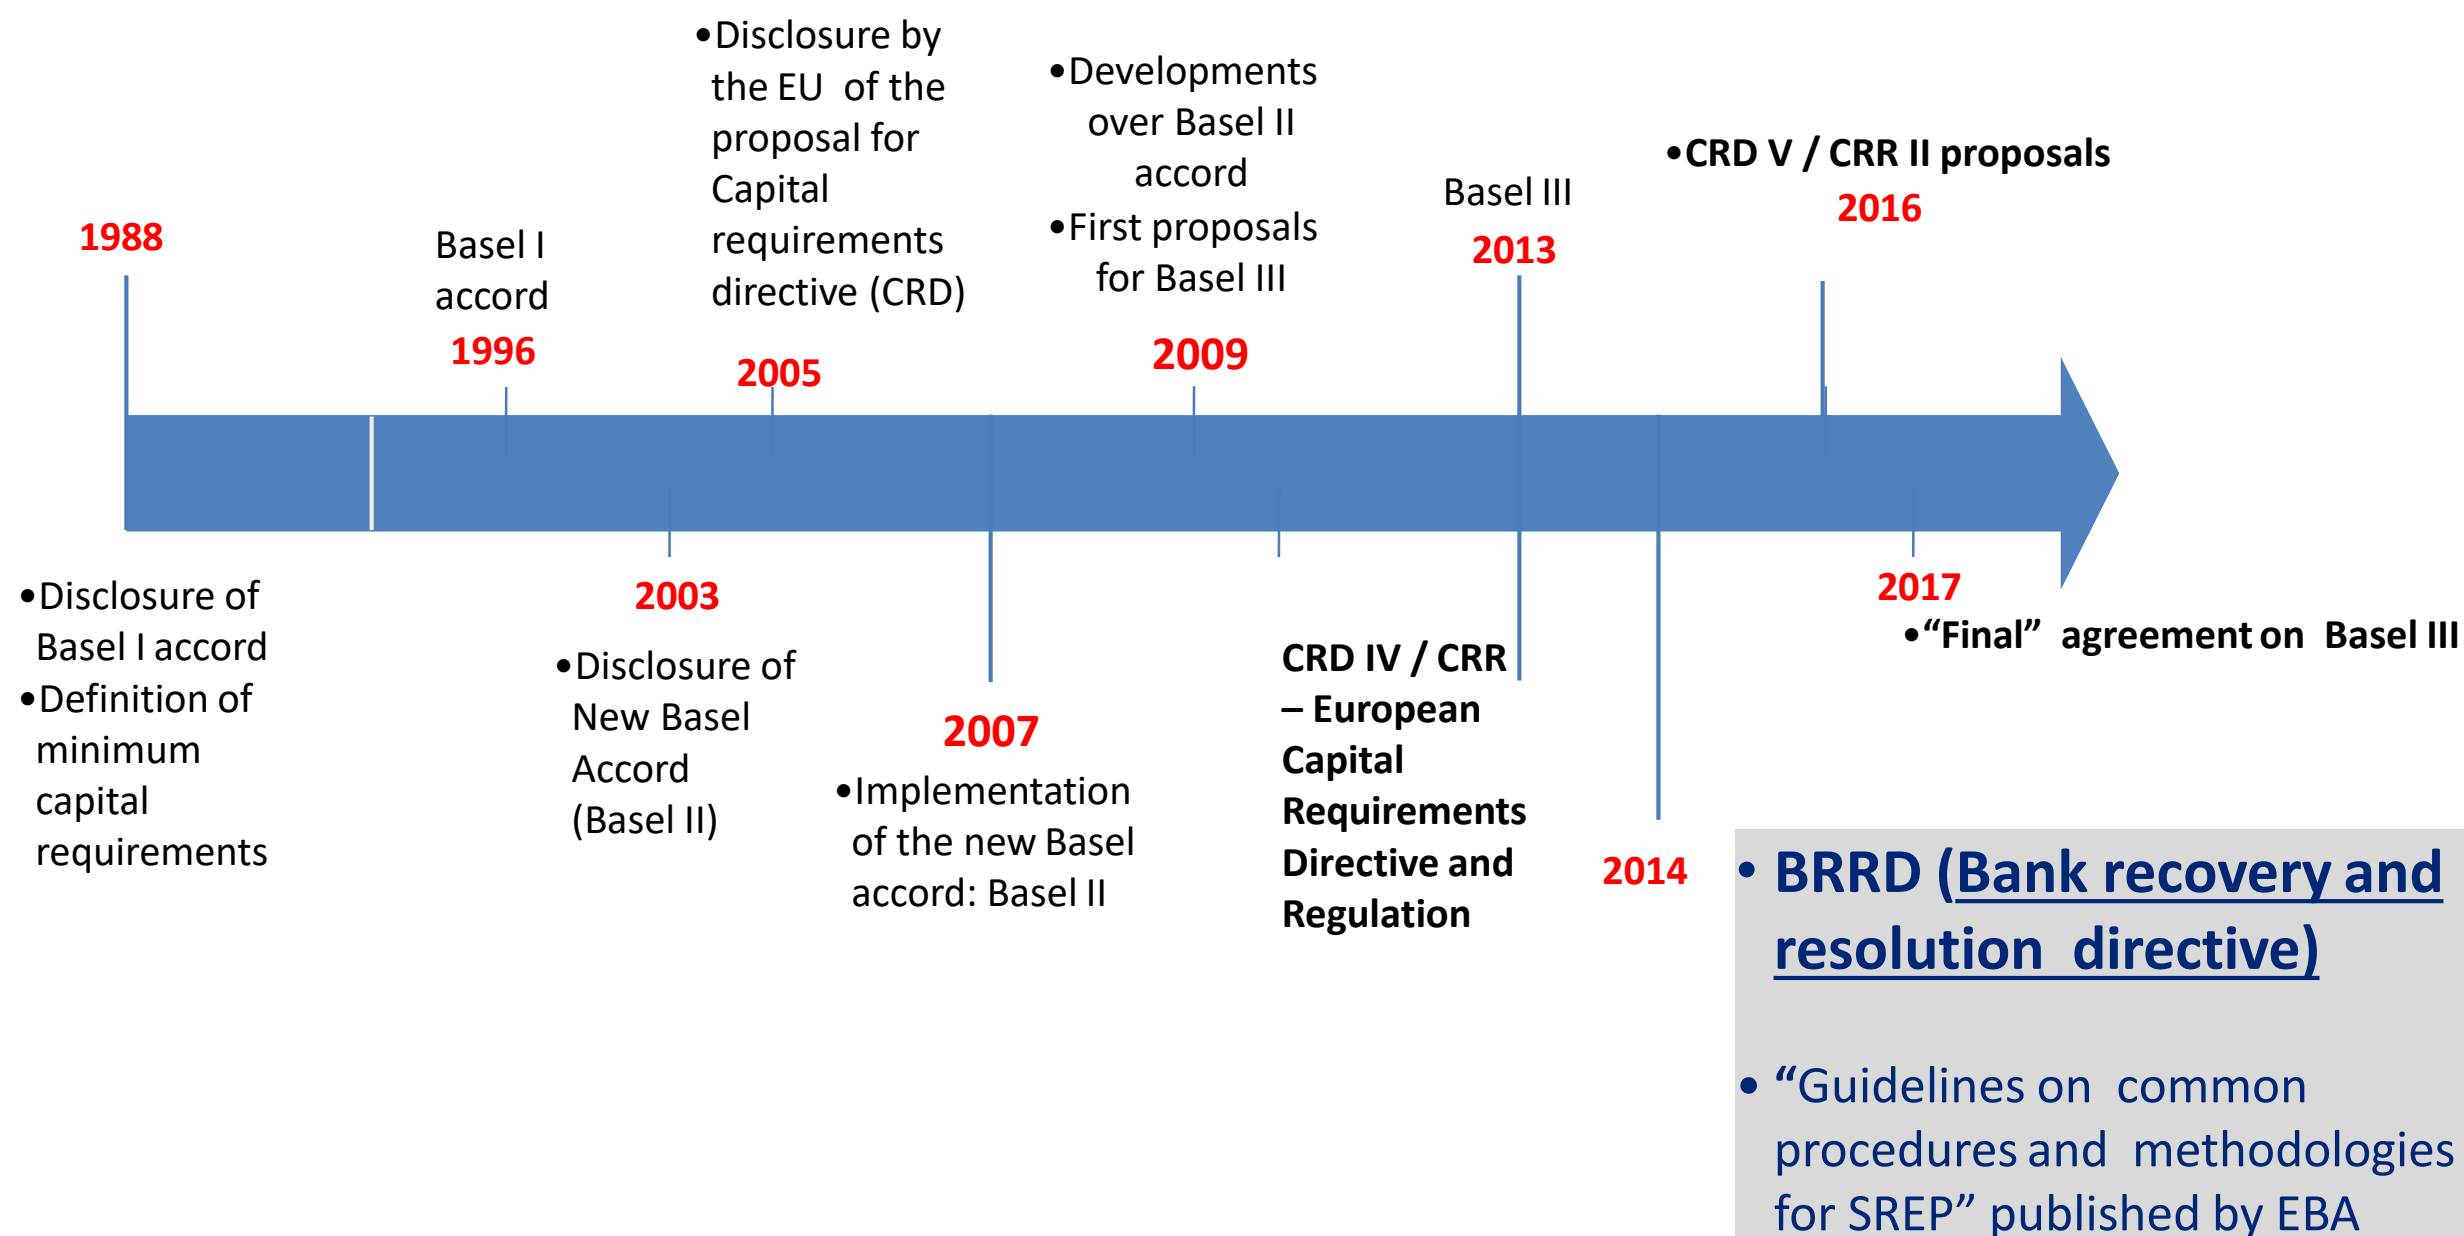 1988
Basel I
accord
1996
•Disclosure by
the EU of the
proposal for
Capital
requirements
directive (CRD)
2005
•Developments
over Basel II
accord
•First proposals
for Basel III
2009
Basel III
2013
•CRD V / CRR II proposals
2016
•Disclosure of
Basel I accord
•Definition of
minimum
capital
requirements
2003
•Disclosure of
New Basel
Accord
(Basel II)
2007
•Implementation
of the new Basel
accord: Basel II
CRD IV / CRR
– European
Capital
Requirements
Directive and
Regulation
2014
2017
•“Final” agreement on Basel III
• BRRD (Bank recovery and
resolution directive)
• “Guidelines on common
procedures and methodologies
for SREP” published by EBA